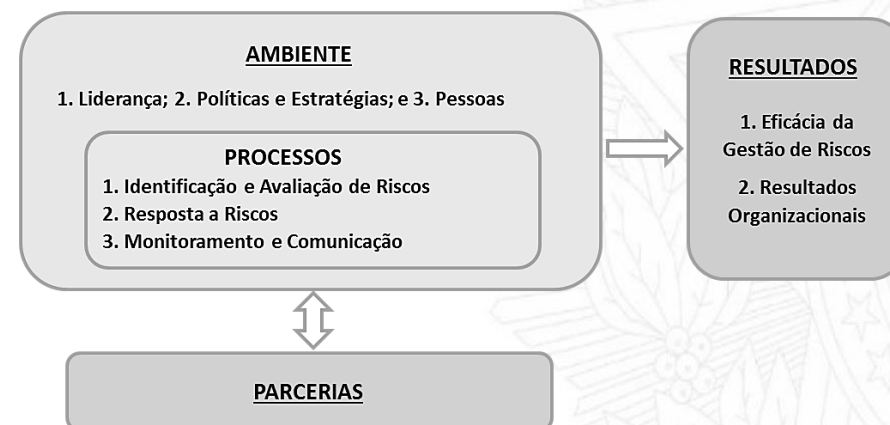 AMBIENTE
1. Liderança; 2. Políticas e Estratégias; e 3. Pessoas
PROCESSOS
1. Identificação e Avaliação de Riscos
2. Resposta a Riscos
3. Monitoramento e Comunicação
RESULTADOS
1. Eficácia da
Gestão de Riscos
2. Resultados
Organizacionais
PARCERIAS